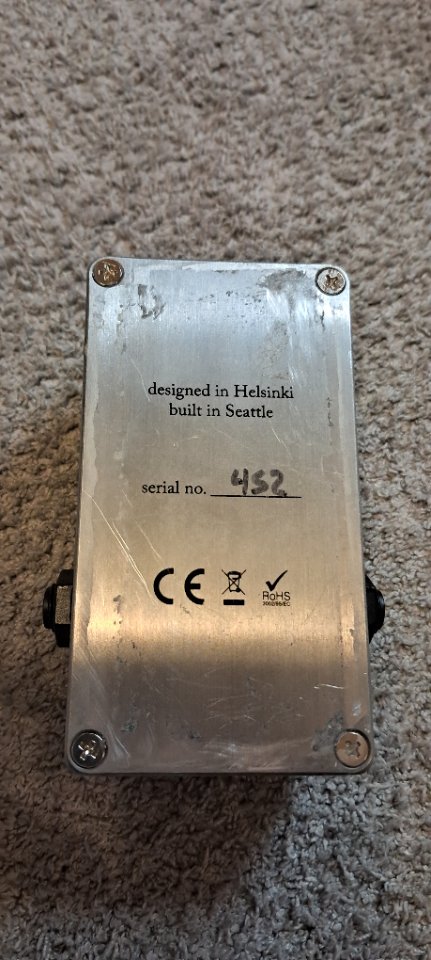 designed in Helsinki
built in Seattle
serial no. 452
CE
RoHS
2002/95/EC